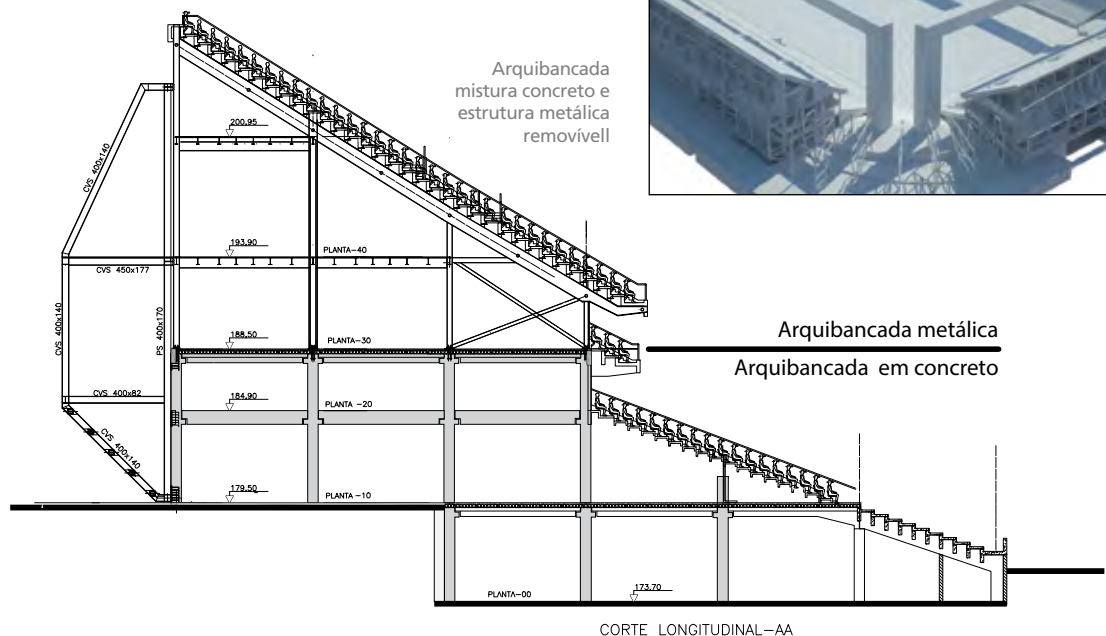 Arquibancada
mistura concreto e
estrutura metálica
removívell
200,95
CVS 400x140
193,90
PLANTA-40
CVS 450x177
CVS 400x140
PS 400x170
188,50
PLANTA-30
Arquibancada metálica
Arquibancada em concreto
CVS 400x82
184,90
PLANTA -20
CVS 400x140
179,50
PLANTA -10
PLANTA-00
173,70
CORTE LONGITUDINAL-AA